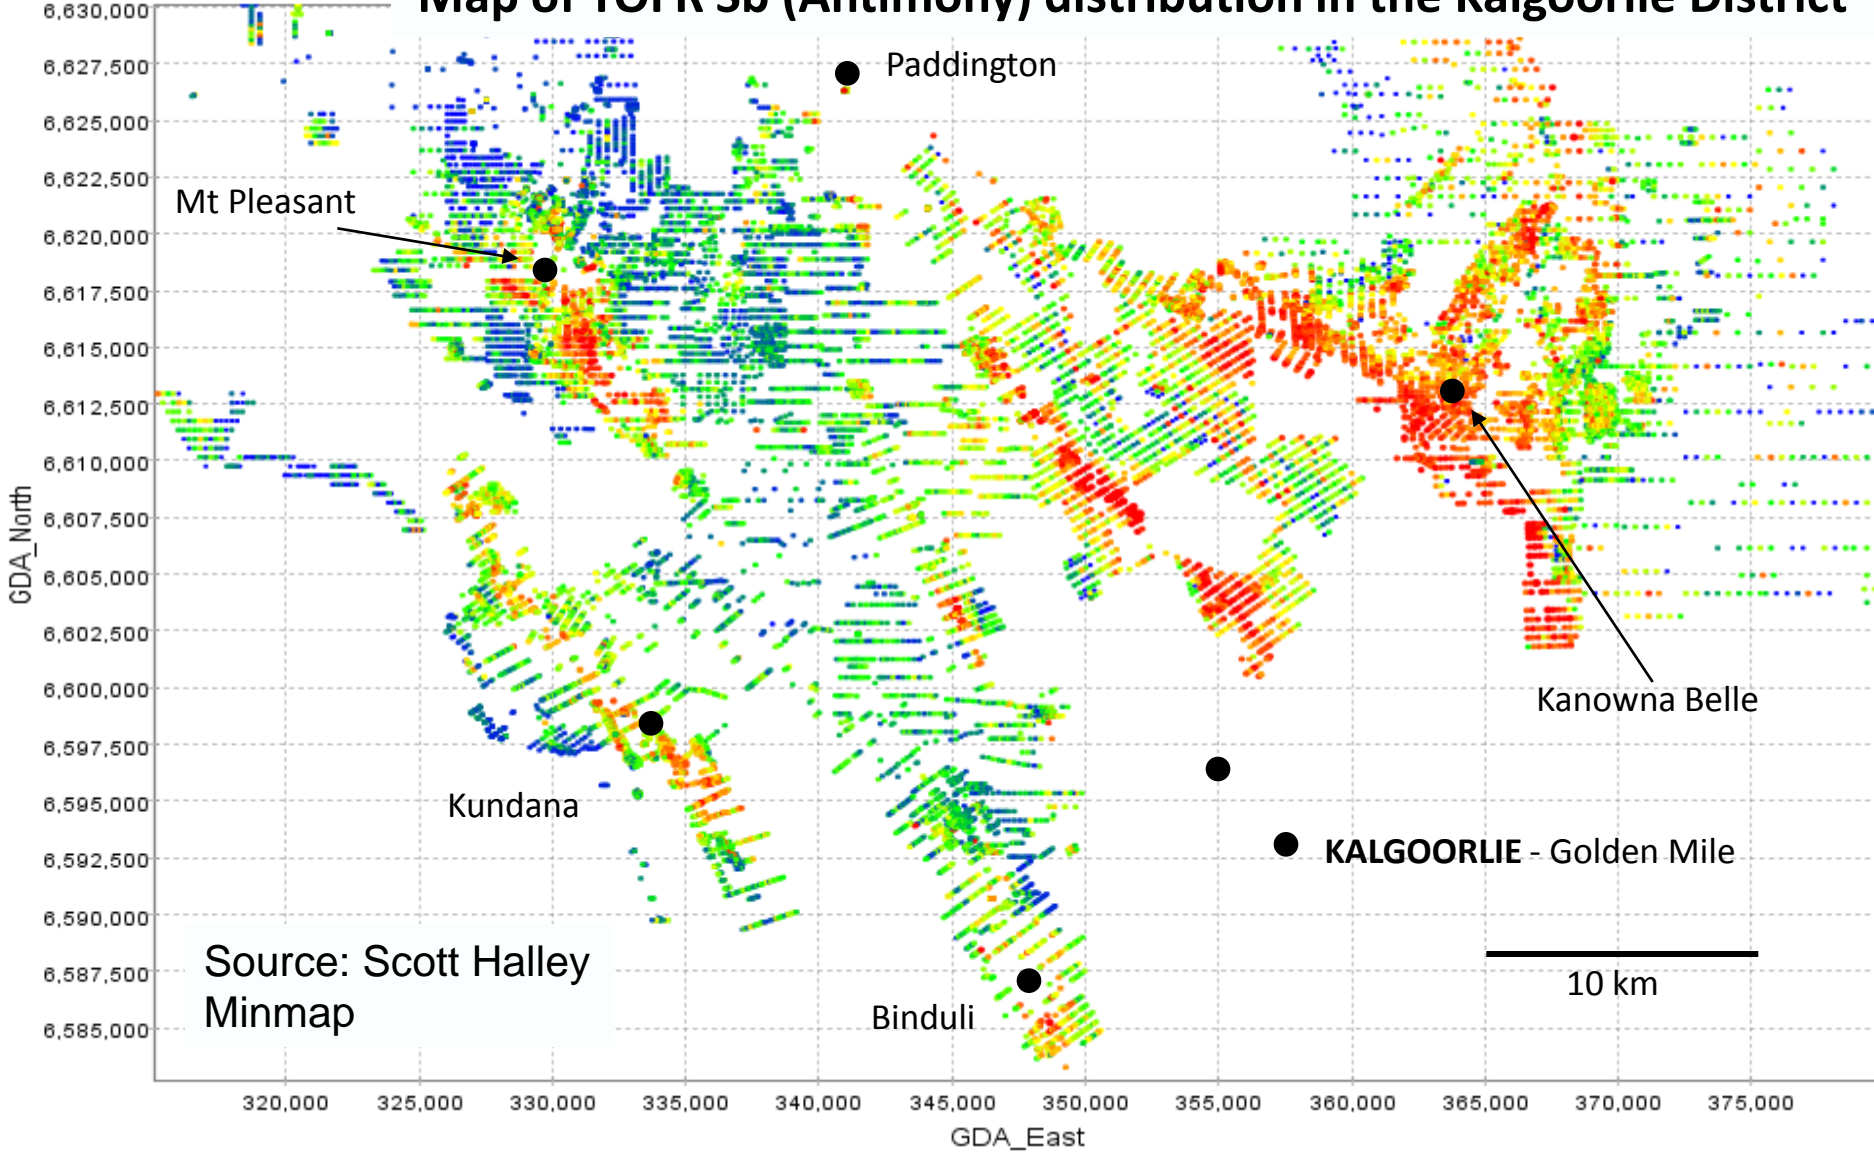 Map of TOFR Sb (Antimony) distribution in the Kalgoorlie District
6,630,000
6,627,500
6,625,000
6,622,500
6,620,000
6,617,500
6,615,000
6,612,500
6,610,000
6,607,500
6,605,000
6,602,500
6,600,000
6,597,500
6,595,000
6,592,500
6,590,000
6,587,500
6,585,000
GDA_North
Paddington
Mt Pleasant
Kanowna Belle
Kundana
KALGOORLIE - Golden Mile
Source: Scott Halley
Minmap
Binduli
10 km
320,000
325,000
330,000
335,000
340,000
345,000
350,000
355,000
360,000
365,000
370,000
375,000
GDA_East